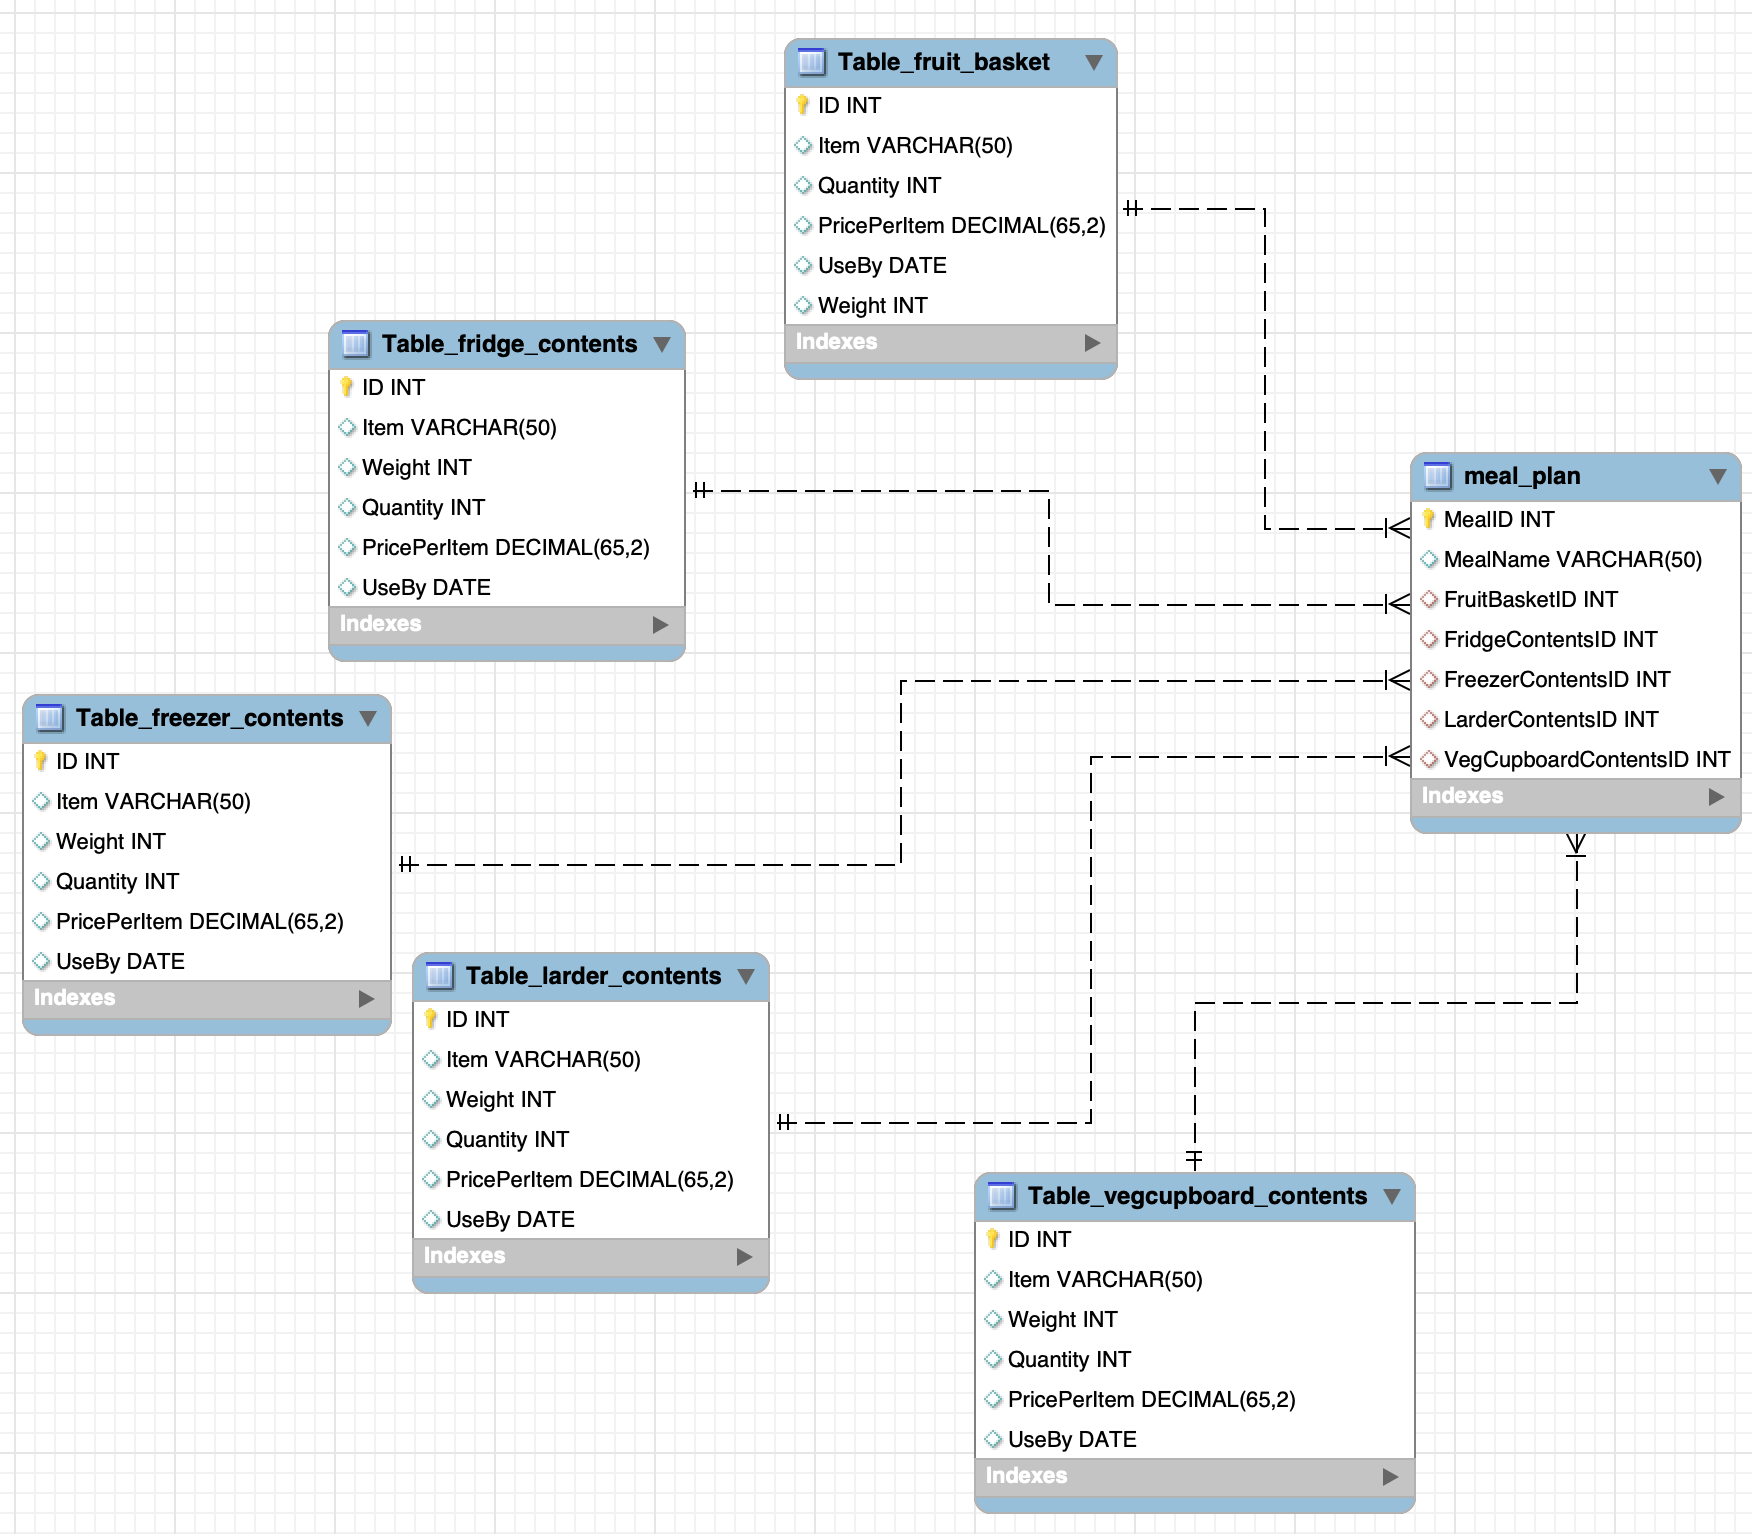 Table_fruit_basket
ID INT
Item VARCHAR(50)
Quantity INT
PricePerItem DECIMAL(65,2)
UseBy DATE
Weight INT
Indexes
Table_fridge_contents
ID INT
Item VARCHAR(50)
Weight INT
Quantity INT
PricePerItem DECIMAL(65,2)
UseBy DATE
Indexes
meal_plan
MealID INT
MealName VARCHAR(50)
FruitBasketID INT
FridgeContentsID INT
FreezerContentsID INT
LarderContentsID INT
VegCupboardContentsID INT
Indexes
Table_freezer_contents
ID INT
Item VARCHAR(50)
Weight INT
Quantity INT
PricePerItem DECIMAL(65,2)
UseBy DATE
Indexes
Table_larder_contents
ID INT
Item VARCHAR(50)
Weight INT
Quantity INT
PricePerItem DECIMAL(65,2)
UseBy DATE
Indexes
Table_vegcupboard_contents
ID INT
Item VARCHAR(50)
Weight INT
Quantity INT
PricePerItem DECIMAL(65,2)
UseBy DATE
Indexes